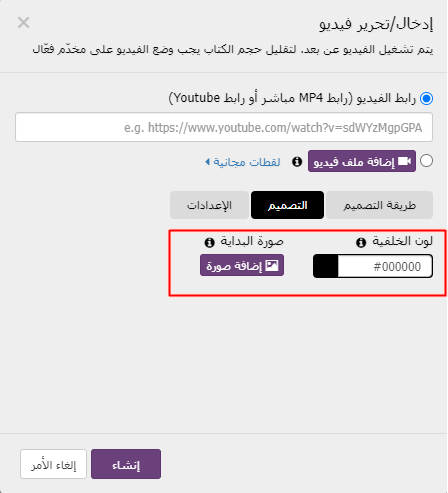 إدخال/تحرير فيديو
يتم تشغيل الفيديو عن بعد. لتقليل حجم الكتاب يجب وضع الفيديو على مخدّم فعّال
رابط الفيديو (رابط MP4 مباشر أو رابط Youtube)
e.g. https://www.youtube.com/watch?v=sdWYzMgpGPA
إضافة ملف فيديو لقطات مجانية
طريقة التصميم التصميم الإعدادات
لون الخلفية صورة البداية
#000000 إضافة صورة
إنشاء إلغاء الأمر